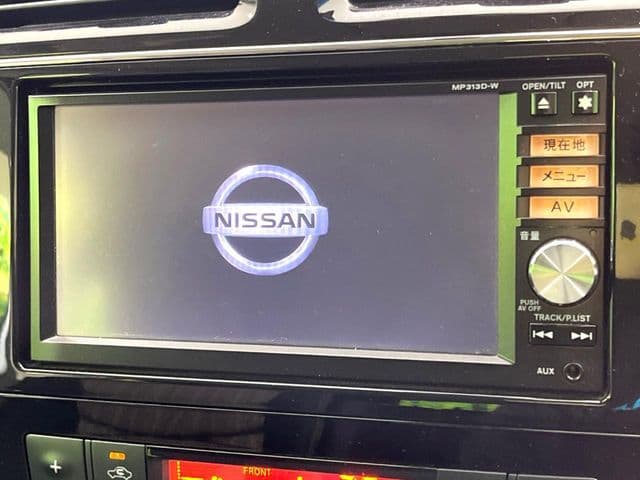 MP313D-W
OPEN/TILT OPT
現在地
メニュー
AV
音量
NISSAN
PUSH
AV OFF
TRACK/P.LIST
AUX
FRONT